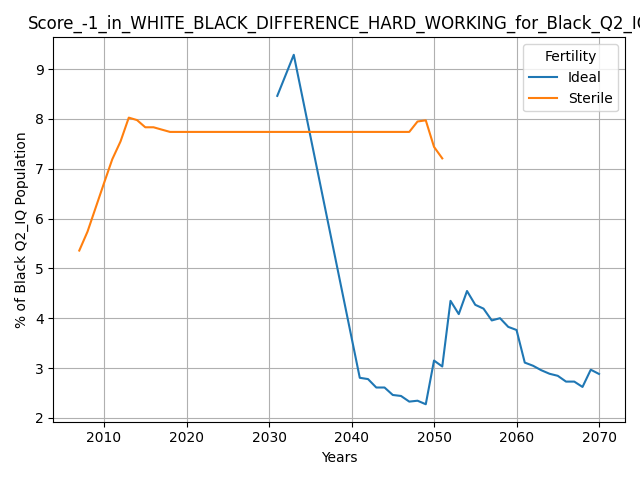 Score_-1_in_WHITE_BLACK_DIFFERENCE_HARD_WORKING_for_Black_Q2_IQ
Fertility
Ideal
Sterile
% of Black Q2_IQ Population
9
8
7
6
5
4
3
2
2010 2020 2030 2040 2050 2060 2070
Years